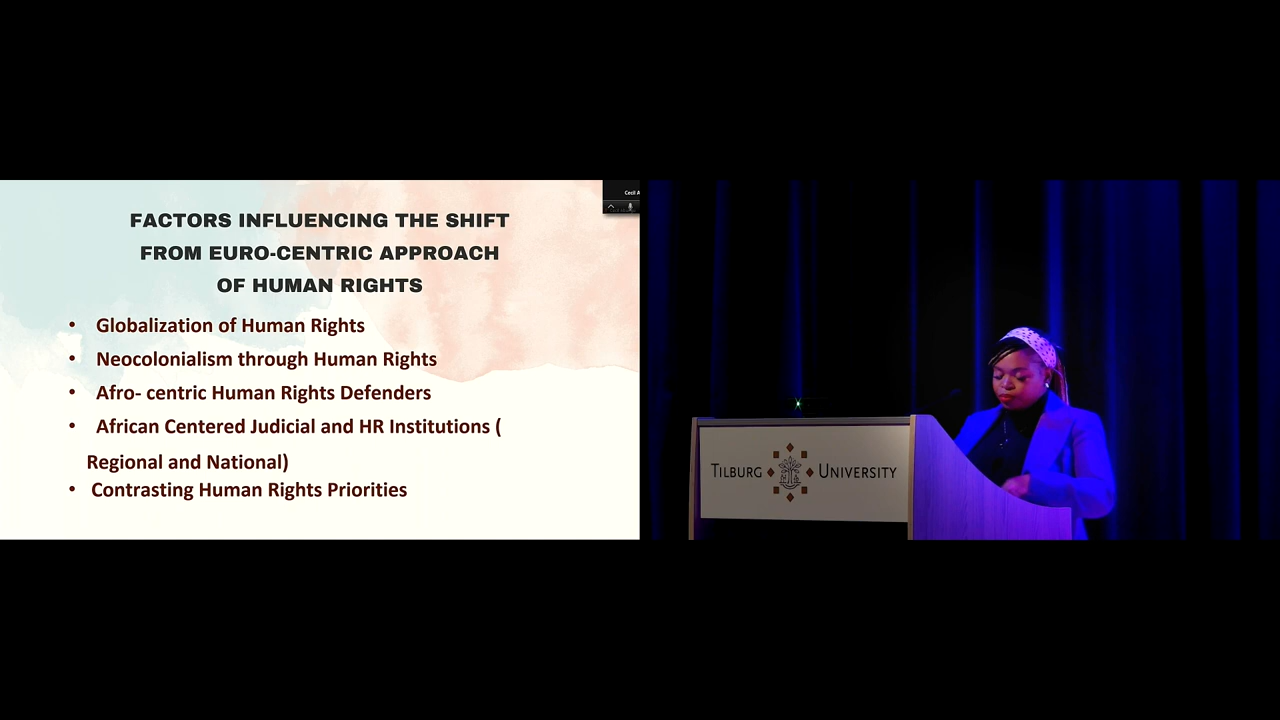 FACTORS INFLUENCING THE SHIFT
FROM EURO-CENTRIC APPROACH
OF HUMAN RIGHTS
• Globalization of Human Rights
• Neocolonialism through Human Rights
• Afro- centric Human Rights Defenders
• African Centered Judicial and HR Institutions (
Regional and National)
• Contrasting Human Rights Priorities
Cecil A
TILBURG UNIVERSITY